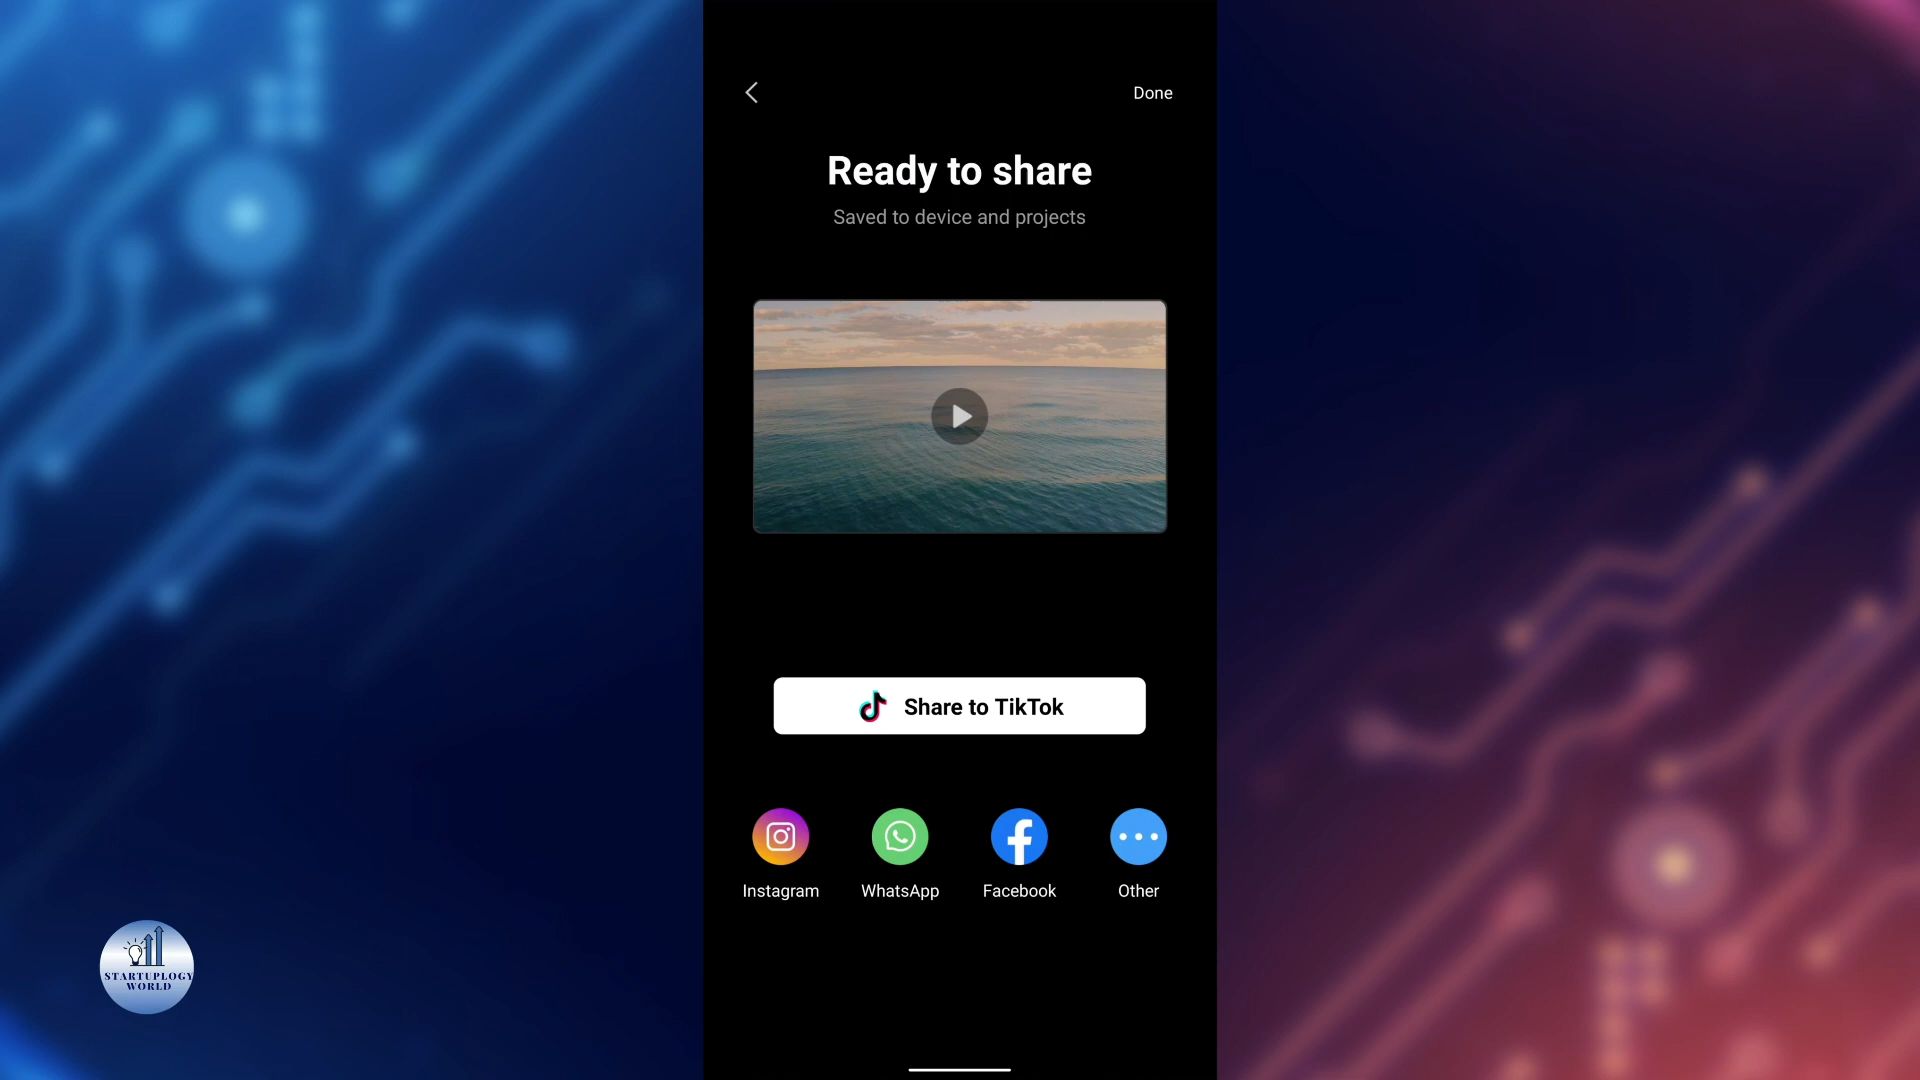 Done
Ready to share
Saved to device and projects
Share to TikTok
Instagram
WhatsApp
Facebook
Other
STARTUPLOGY
WORLD